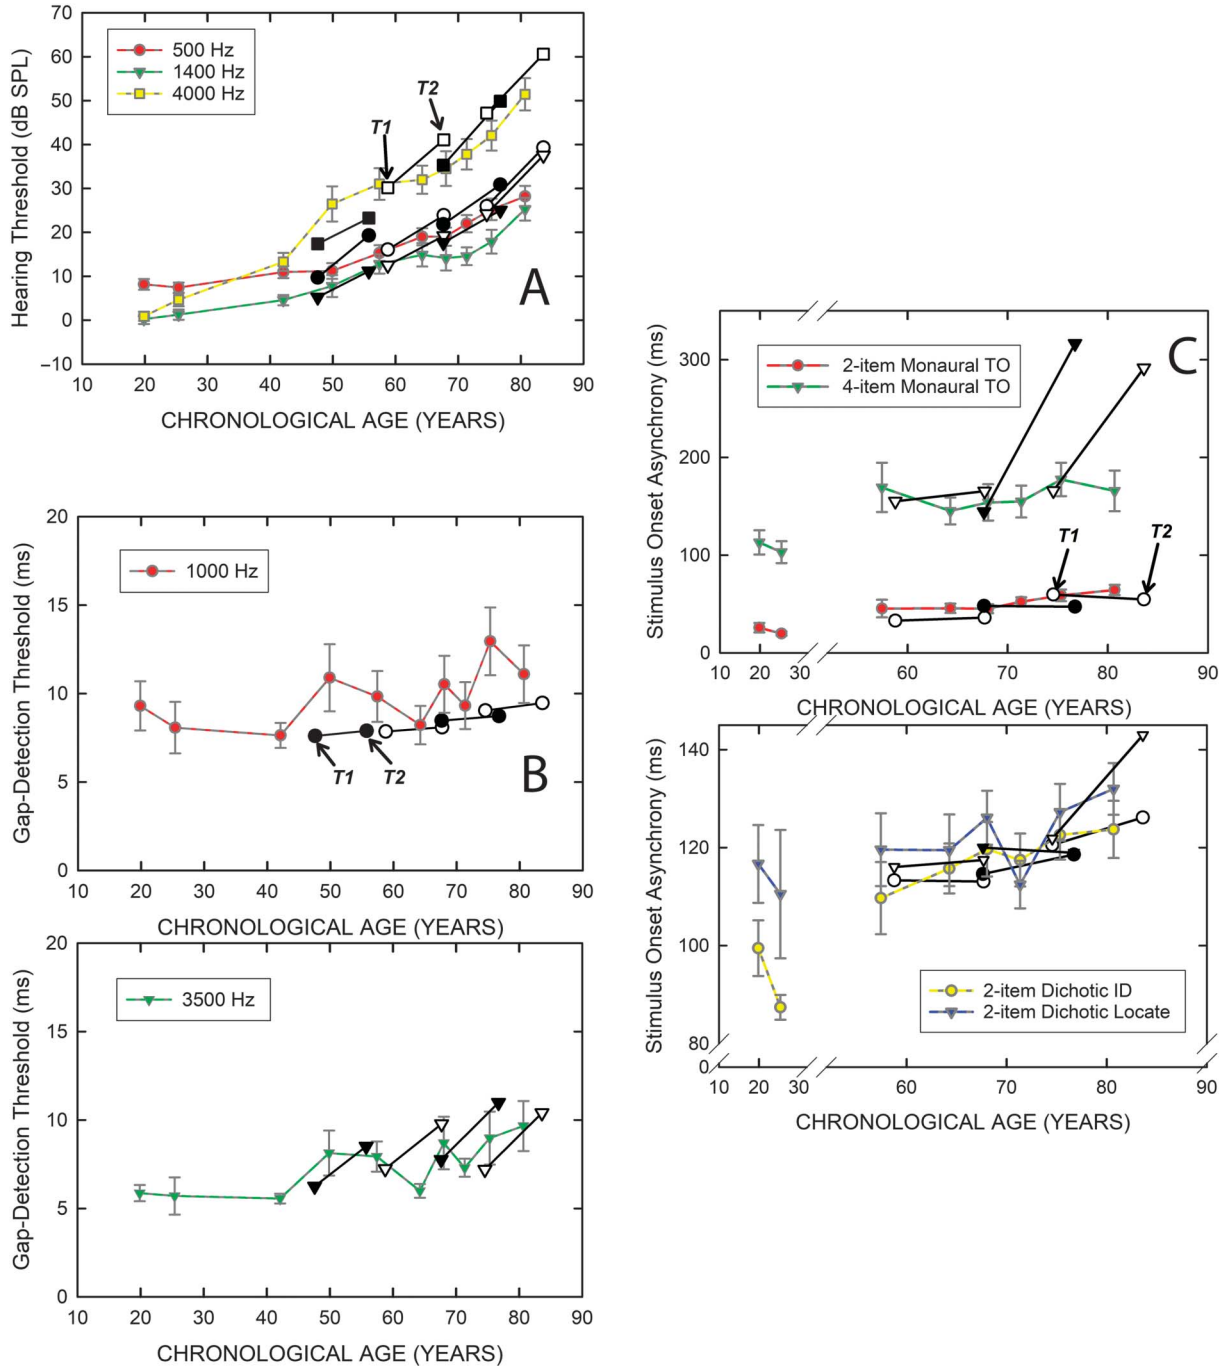 70
60
50
40
30
20
10
0
−10
Hearing Threshold (dB SPL)
500 Hz
1400 Hz
4000 Hz
T1
T2
A
10 20 30 40 50 60 70 80 90
CHRONOLOGICAL AGE (YEARS)
20
15
10
5
0
Gap-Detection Threshold (ms)
1000 Hz
T1
T2
B
10 20 30 40 50 60 70 80 90
CHRONOLOGICAL AGE (YEARS)
20
15
10
5
0
Gap-Detection Threshold (ms)
3500 Hz
10 20 30 40 50 60 70 80 90
CHRONOLOGICAL AGE (YEARS)
300
200
100
0
Stimulus Onset Asynchrony (ms)
2-item Monaural TO
4-item Monaural TO
C
T1
T2
10 20 30 60 70 80 90
CHRONOLOGICAL AGE (YEARS)
140
120
100
80
0
Stimulus Onset Asynchrony (ms)
2-item Dichotic ID
2-item Dichotic Locate
10 20 30 60 70 80 90
CHRONOLOGICAL AGE (YEARS)